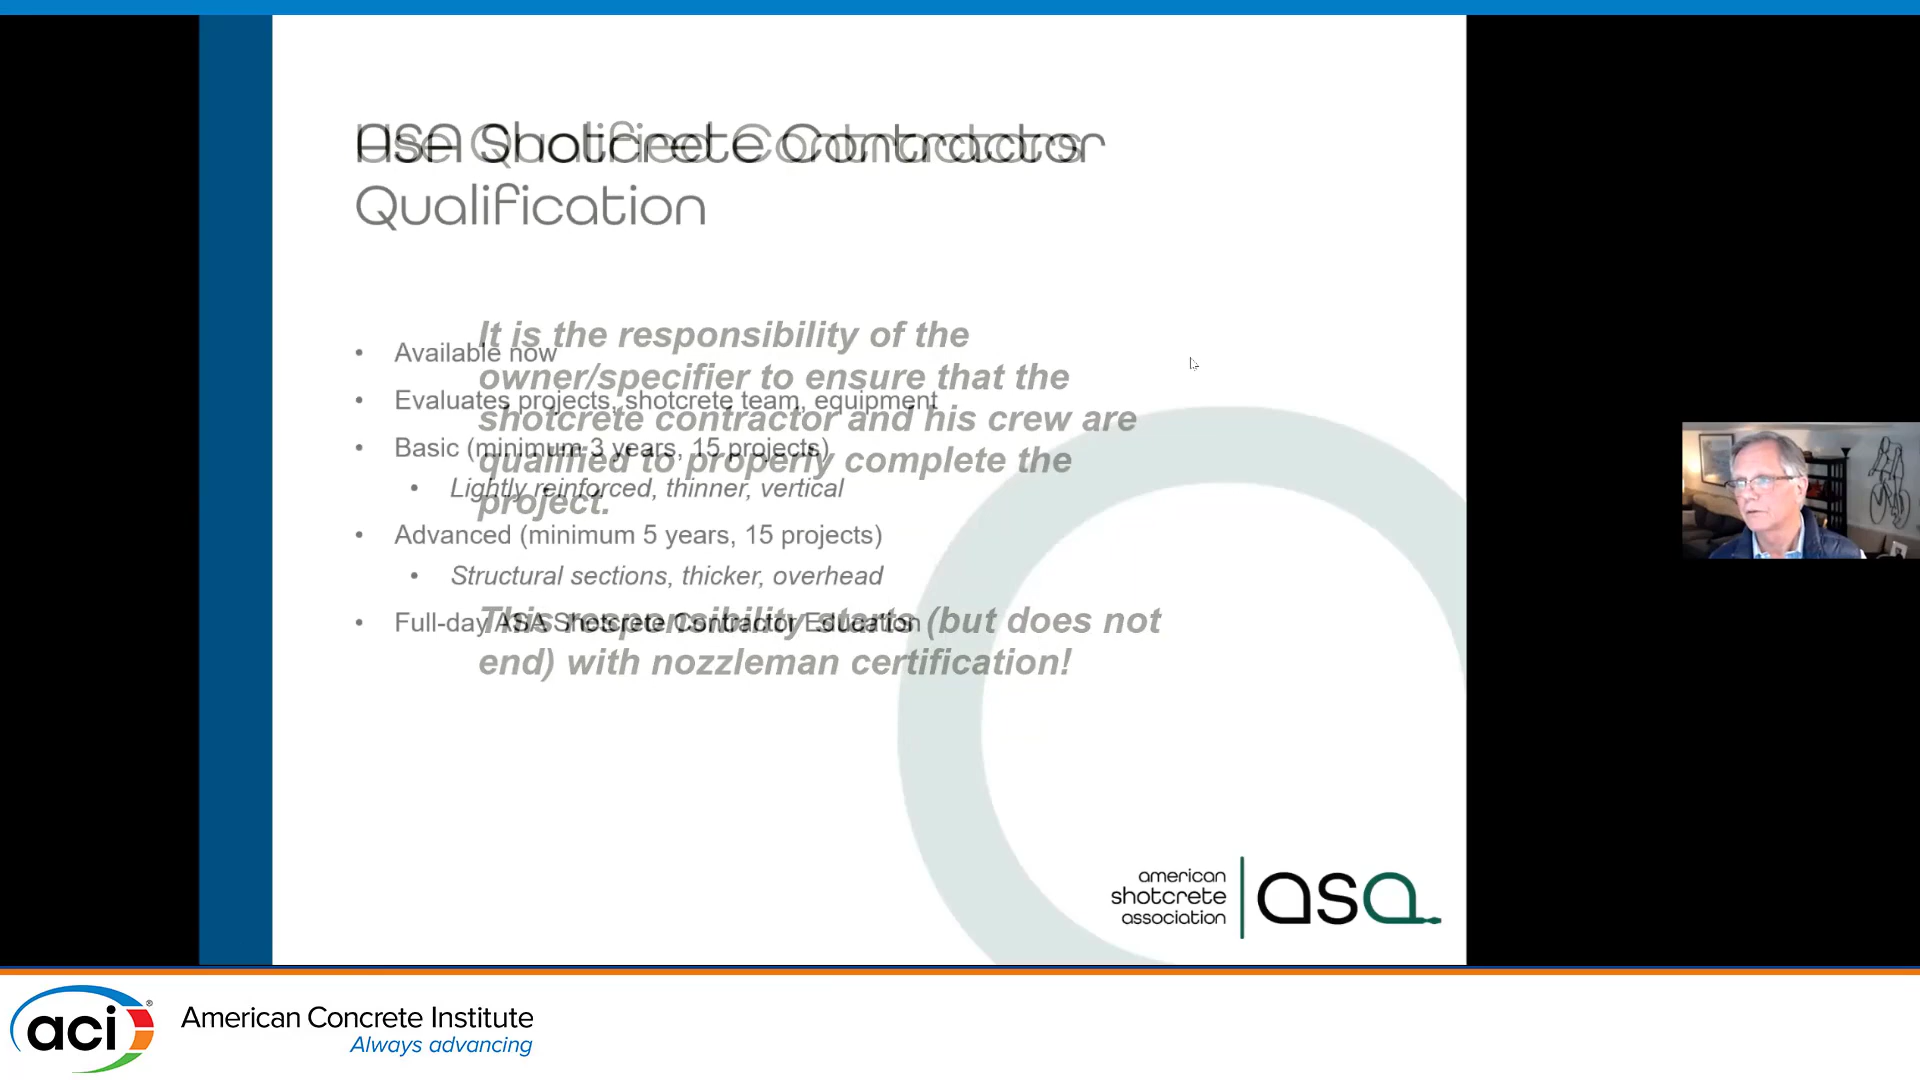 ASA Shotcrete Contractor
Qualification
Use Qualified Contractors
• Available now
• Evaluates projects, shotcrete team, equipment
• Basic (minimum 3 years, 15 projects)
• Lightly reinforced, thinner, vertical
• Advanced (minimum 5 years, 15 projects)
• Structural sections, thicker, overhead
• Full-day ASA Shotcrete Contractor Education
It is the responsibility of the
owner/specifier to ensure that the
shotcrete contractor and his crew are
qualified to properly complete the
project.
This responsibility starts (but does not
end) with nozzleman certification!
american
shotcrete
association
asa
aci®
American Concrete Institute
Always advancing